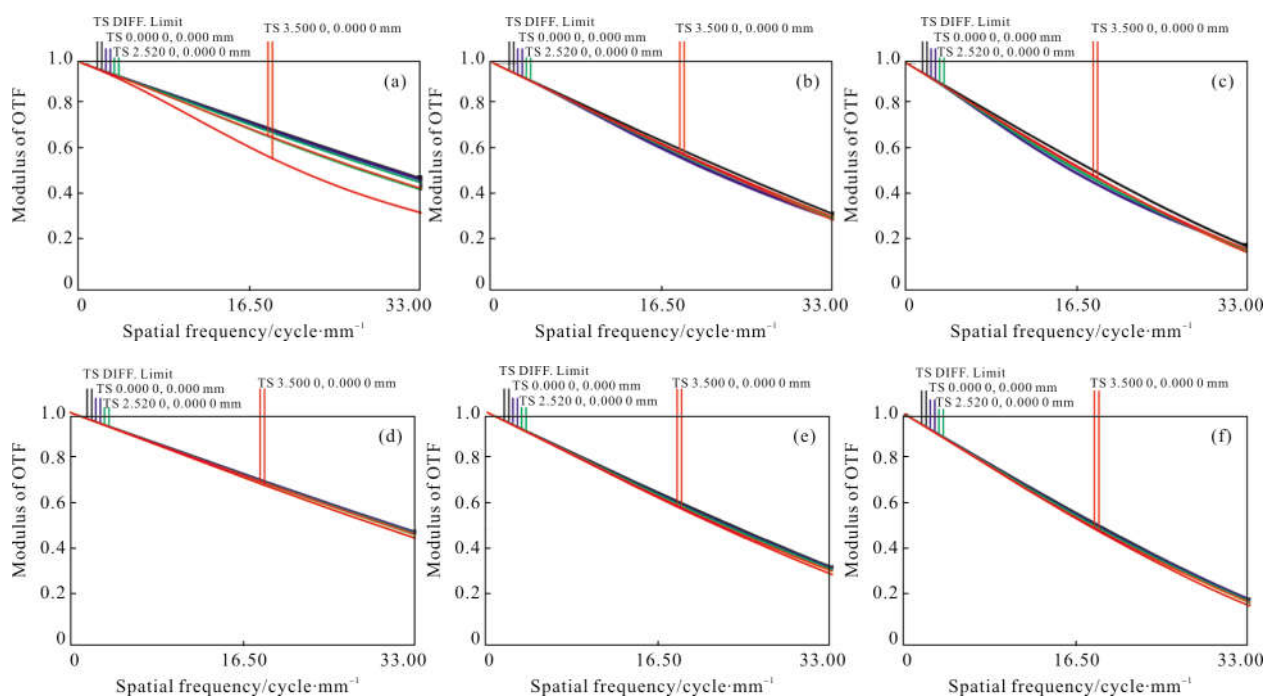 TS DIFF. Limit
TS 0.000 0, 0.000 mm
TS 2.520 0, 0.000 0 mm
TS 3.500 0, 0.000 0 mm
(a)
1.0
0.8
0.6
0.4
0.2
0
Modulus of OTF
0 16.50 33.00
Spatial frequency/cycle·mm⁻¹
TS DIFF. Limit
TS 0.000 0, 0.000 mm
TS 2.520 0, 0.000 0 mm
TS 3.500 0, 0.000 0 mm
(b)
1.0
0.8
0.6
0.4
0.2
0
Modulus of OTF
0 16.50 33.00
Spatial frequency/cycle·mm⁻¹
TS DIFF. Limit
TS 0.000 0, 0.000 mm
TS 2.520 0, 0.000 0 mm
TS 3.500 0, 0.000 0 mm
(c)
1.0
0.8
0.6
0.4
0.2
0
Modulus of OTF
0 16.50 33.00
Spatial frequency/cycle·mm⁻¹
TS DIFF. Limit
TS 0.000 0, 0.000 mm
TS 2.520 0, 0.000 0 mm
TS 3.500 0, 0.000 0 mm
(d)
1.0
0.8
0.6
0.4
0.2
0
Modulus of OTF
0 16.50 33.00
Spatial frequency/cycle·mm⁻¹
TS DIFF. Limit
TS 0.000 0, 0.000 mm
TS 2.520 0, 0.000 0 mm
TS 3.500 0, 0.000 0 mm
(e)
1.0
0.8
0.6
0.4
0.2
0
Modulus of OTF
0 16.50 33.00
Spatial frequency/cycle·mm⁻¹
TS DIFF. Limit
TS 0.000 0, 0.000 mm
TS 2.520 0, 0.000 0 mm
TS 3.500 0, 0.000 0 mm
(f)
1.0
0.8
0.6
0.4
0.2
0
Modulus of OTF
0 16.50 33.00
Spatial frequency/cycle·mm⁻¹